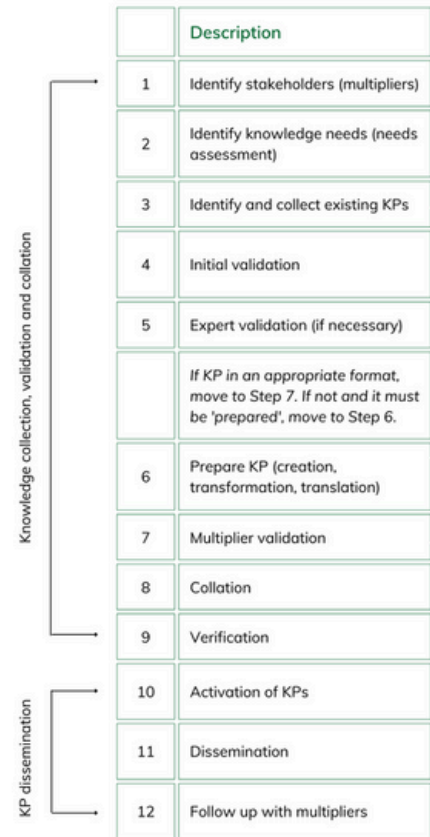 Description
1 Identify stakeholders (multipliers)
2 Identify knowledge needs (needs
assessment)
3 Identify and collect existing KPs
4 Initial validation
5 Expert validation (if necessary)
If KP in an appropriate format,
move to Step 7. If not and it must
be 'prepared', move to Step 6.
6 Prepare KP (creation,
transformation, translation)
7 Multiplier validation
8 Collation
9 Verification
10 Activation of KPs
11 Dissemination
12 Follow up with multipliers
Knowledge collection, validation and collation
KP dissemination